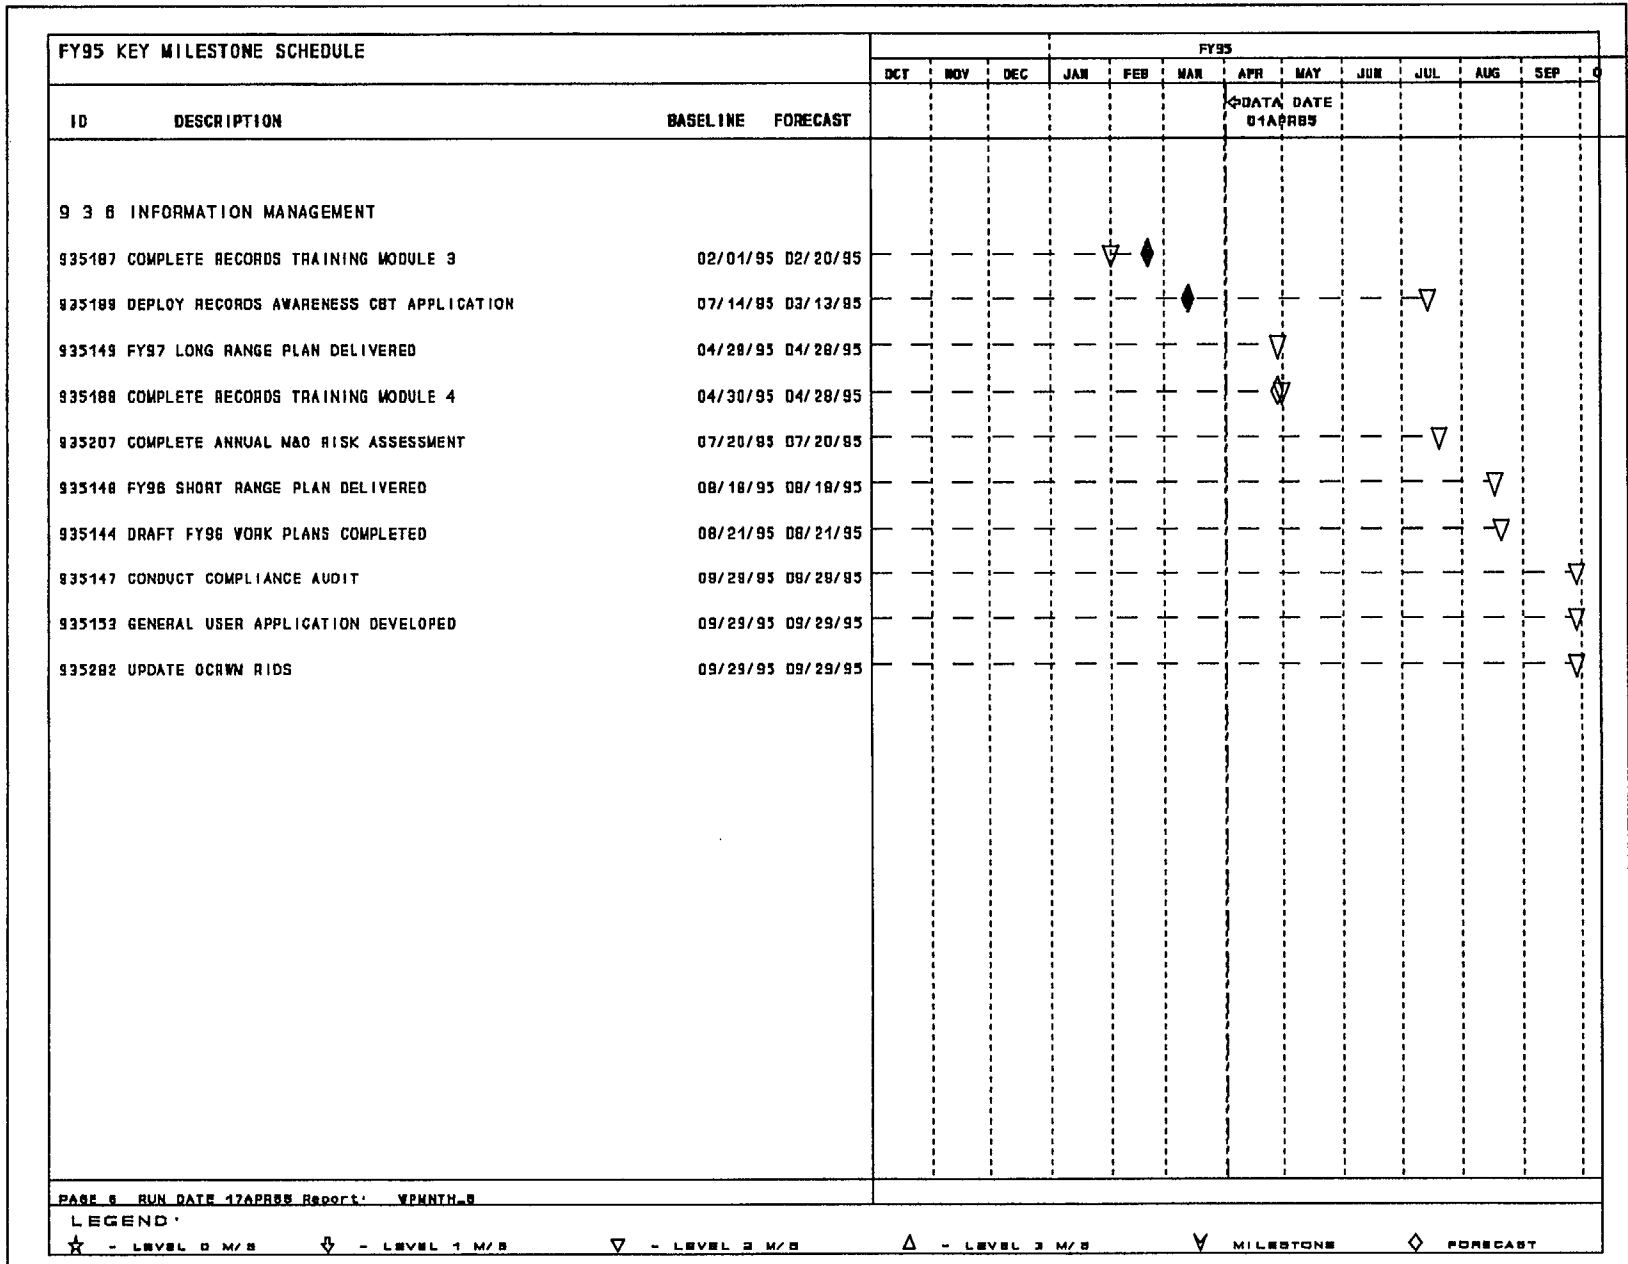 FY95 KEY MILESTONE SCHEDULE
FY95
OCT NOV DEC JAN FEB MAR APR MAY JUN JUL AUG SEP O
ID DESCRIPTION BASELINE FORECAST
DATA DATE
01APR95
9 3 6 INFORMATION MANAGEMENT
935187 COMPLETE RECORDS TRAINING MODULE 3 02/01/95 02/20/95
935189 DEPLOY RECORDS AWARENESS CBT APPLICATION 07/14/95 03/13/95
935149 FY97 LONG RANGE PLAN DELIVERED 04/28/95 04/28/95
935188 COMPLETE RECORDS TRAINING MODULE 4 04/30/95 04/28/95
935207 COMPLETE ANNUAL M&O RISK ASSESSMENT 07/20/95 07/20/95
935148 FY96 SHORT RANGE PLAN DELIVERED 08/18/95 08/18/95
935144 DRAFT FY96 WORK PLANS COMPLETED 08/21/95 08/21/95
935147 CONDUCT COMPLIANCE AUDIT 09/29/95 09/29/95
935153 GENERAL USER APPLICATION DEVELOPED 09/29/95 09/29/95
935282 UPDATE OCRWM RIDS 09/29/95 09/29/95
PAGE 6 RUN DATE 17APR95 Report: WPMNTH_5
LEGEND:
- LEVEL 0 M/S - LEVEL 1 M/S - LEVEL 2 M/S - LEVEL 3 M/S MILESTONE FORECAST